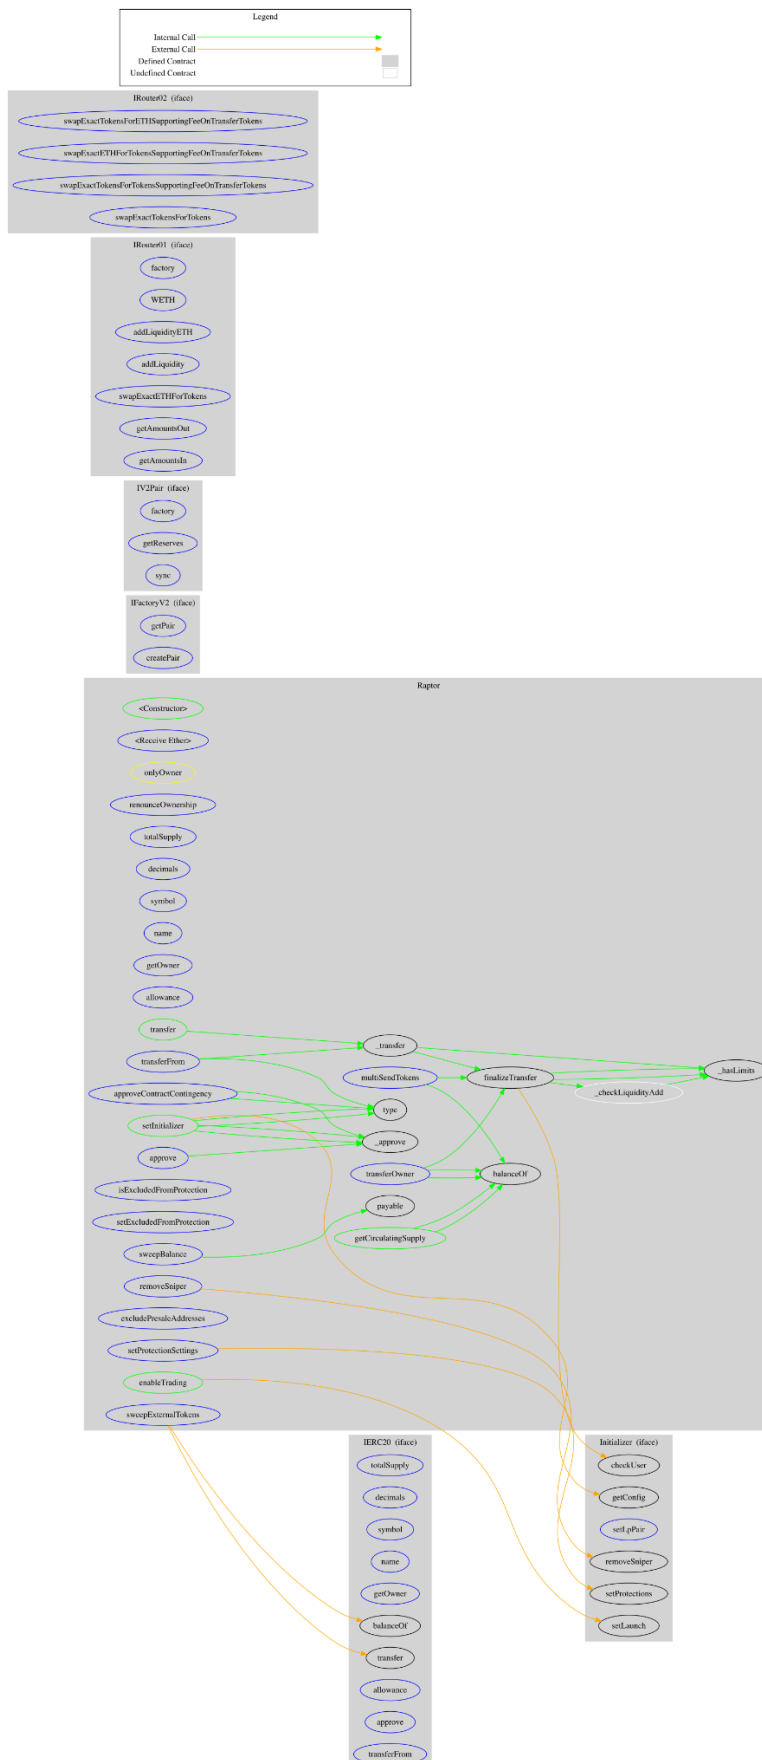 Legend
Internal Call
External Call
Defined Contract
Undefined Contract
IRouter02 (iface)
swapExactTokensForETHSupportingFeeOnTransferTokens
swapExactETHForTokensSupportingFeeOnTransferTokens
swapExactTokensForTokensSupportingFeeOnTransferTokens
swapExactTokensForTokens
IRouter01 (iface)
factory
WETH
addLiquidityETH
addLiquidity
swapExactETHForTokens
getAmountsOut
getAmountsIn
IV2Pair (iface)
factory
getReserves
sync
IFactoryV2 (iface)
getPair
createPair
Raptor
<Constructor>
<Receive Ether>
onlyOwner
renounceOwnership
totalSupply
decimals
symbol
name
getOwner
allowance
transfer
_transfer
transferFrom
_hasLimits
multiSendTokens
finalizeTransfer
approveContractContingency
_checkLiquidityAdd
type
setInitializer
_approve
approve
transferOwner
balanceOf
isExcludedFromProtection
payable
setExcludedFromProtection
getCirculatingSupply
sweepBalance
removeSniper
excludePresaleAddresses
setProtectionSettings
enableTrading
sweepExternalTokens
IERC20 (iface)
totalSupply
decimals
symbol
name
getOwner
balanceOf
transfer
allowance
approve
transferFrom
Initializer (iface)
checkUser
getConfig
setLpPair
removeSniper
setProtections
setLaunch